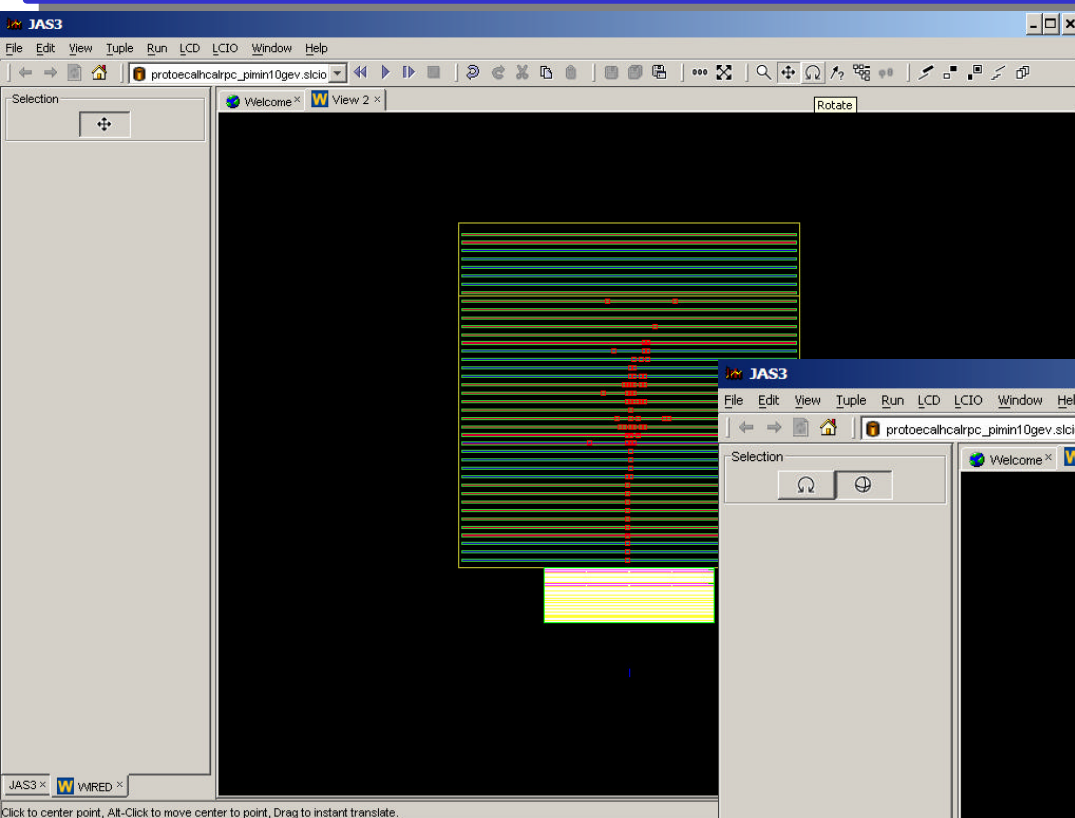 JAS3
File Edit View Tuple Run LCD LCIO Window Help
protoecalhcalrpc_pimin10gev.slcio
Selection
Welcome × W View 2 ×
Rotate
JAS3
File Edit View Tuple Run LCD LCIO Window Hel
protoecalhcalrpc_pimin10gev.slci
Selection
Welcome × W
JAS3 × W WIRED ×
Click to center point, Alt-Click to move center to point, Drag to instant translate.